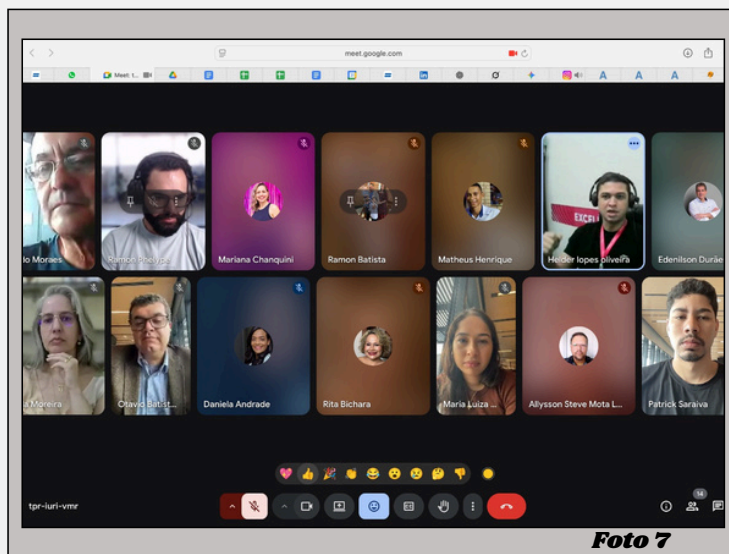 meet.google.com
Meet: t...
lo Moraes
Ramon Phelype
Mariana Chanquini
Ramon Batista
Matheus Henrique
EXCEL
Helder lopes oliveira
Edenilson Durãe
a Moreira
Otavio Batist...
Daniela Andrade
Rita Bichara
Maria Luiza ...
Allysson Steve Mota L...
Patrick Saraiva
tpr-iuri-vmr
14
Foto 7